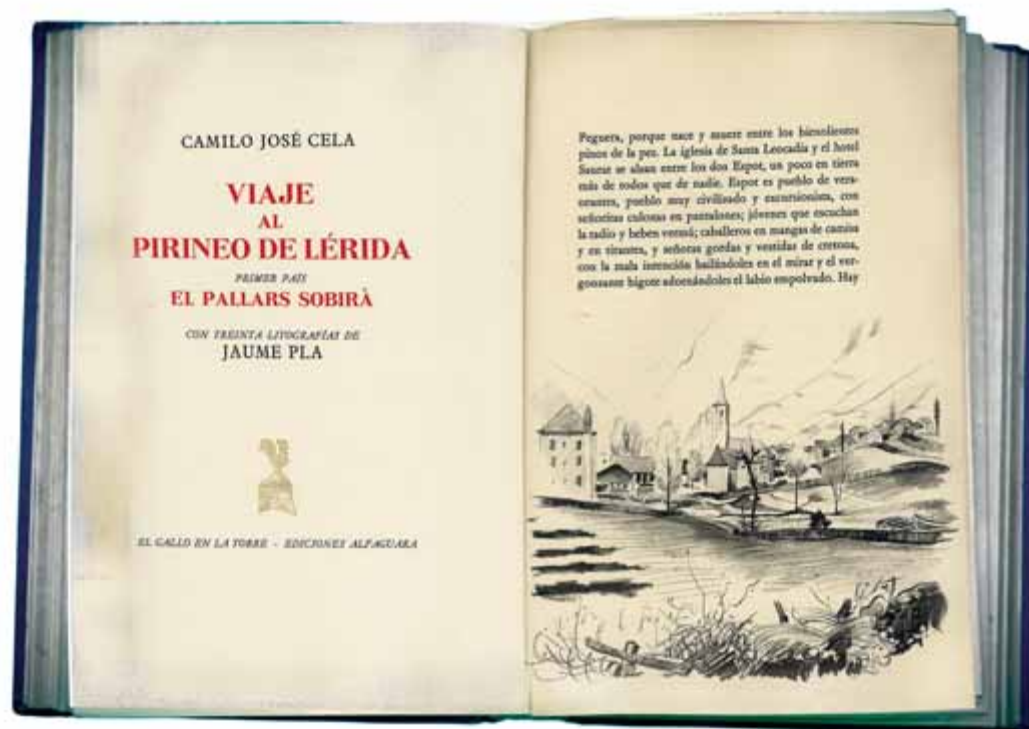 CAMILO JOSÉ CELA
VIAJE
AL
PIRINEO DE LÉRIDA
PRIMER PAÍS
EL PALLARS SOBIRÀ
CON TREINTA LITOGRAFÍAS DE
JAUME PLA
EL GALLO EN LA TORRE - EDICIONES ALFAGUARA
Peguera, porque nace y muere entre los bienolientes
pinos de la pez. La iglesia de Santa Leocadia y el hotel
Saurat se alzan entre los dos Espot, un poco en tierra
más de todos que de nadie. Espot es pueblo de vera-
neantes, pueblo muy civilizado y excursionista, con
señoritas culonas en pantalones; jóvenes que escuchan
la radio y beben vermú; caballeros en mangas de camisa
y en tirantes, y señoras gordas y vestidas de cretona,
con la mala intención bailándoles en el mirar y el ver-
gonzante bigote adornándoles el labio empolvado. Hay